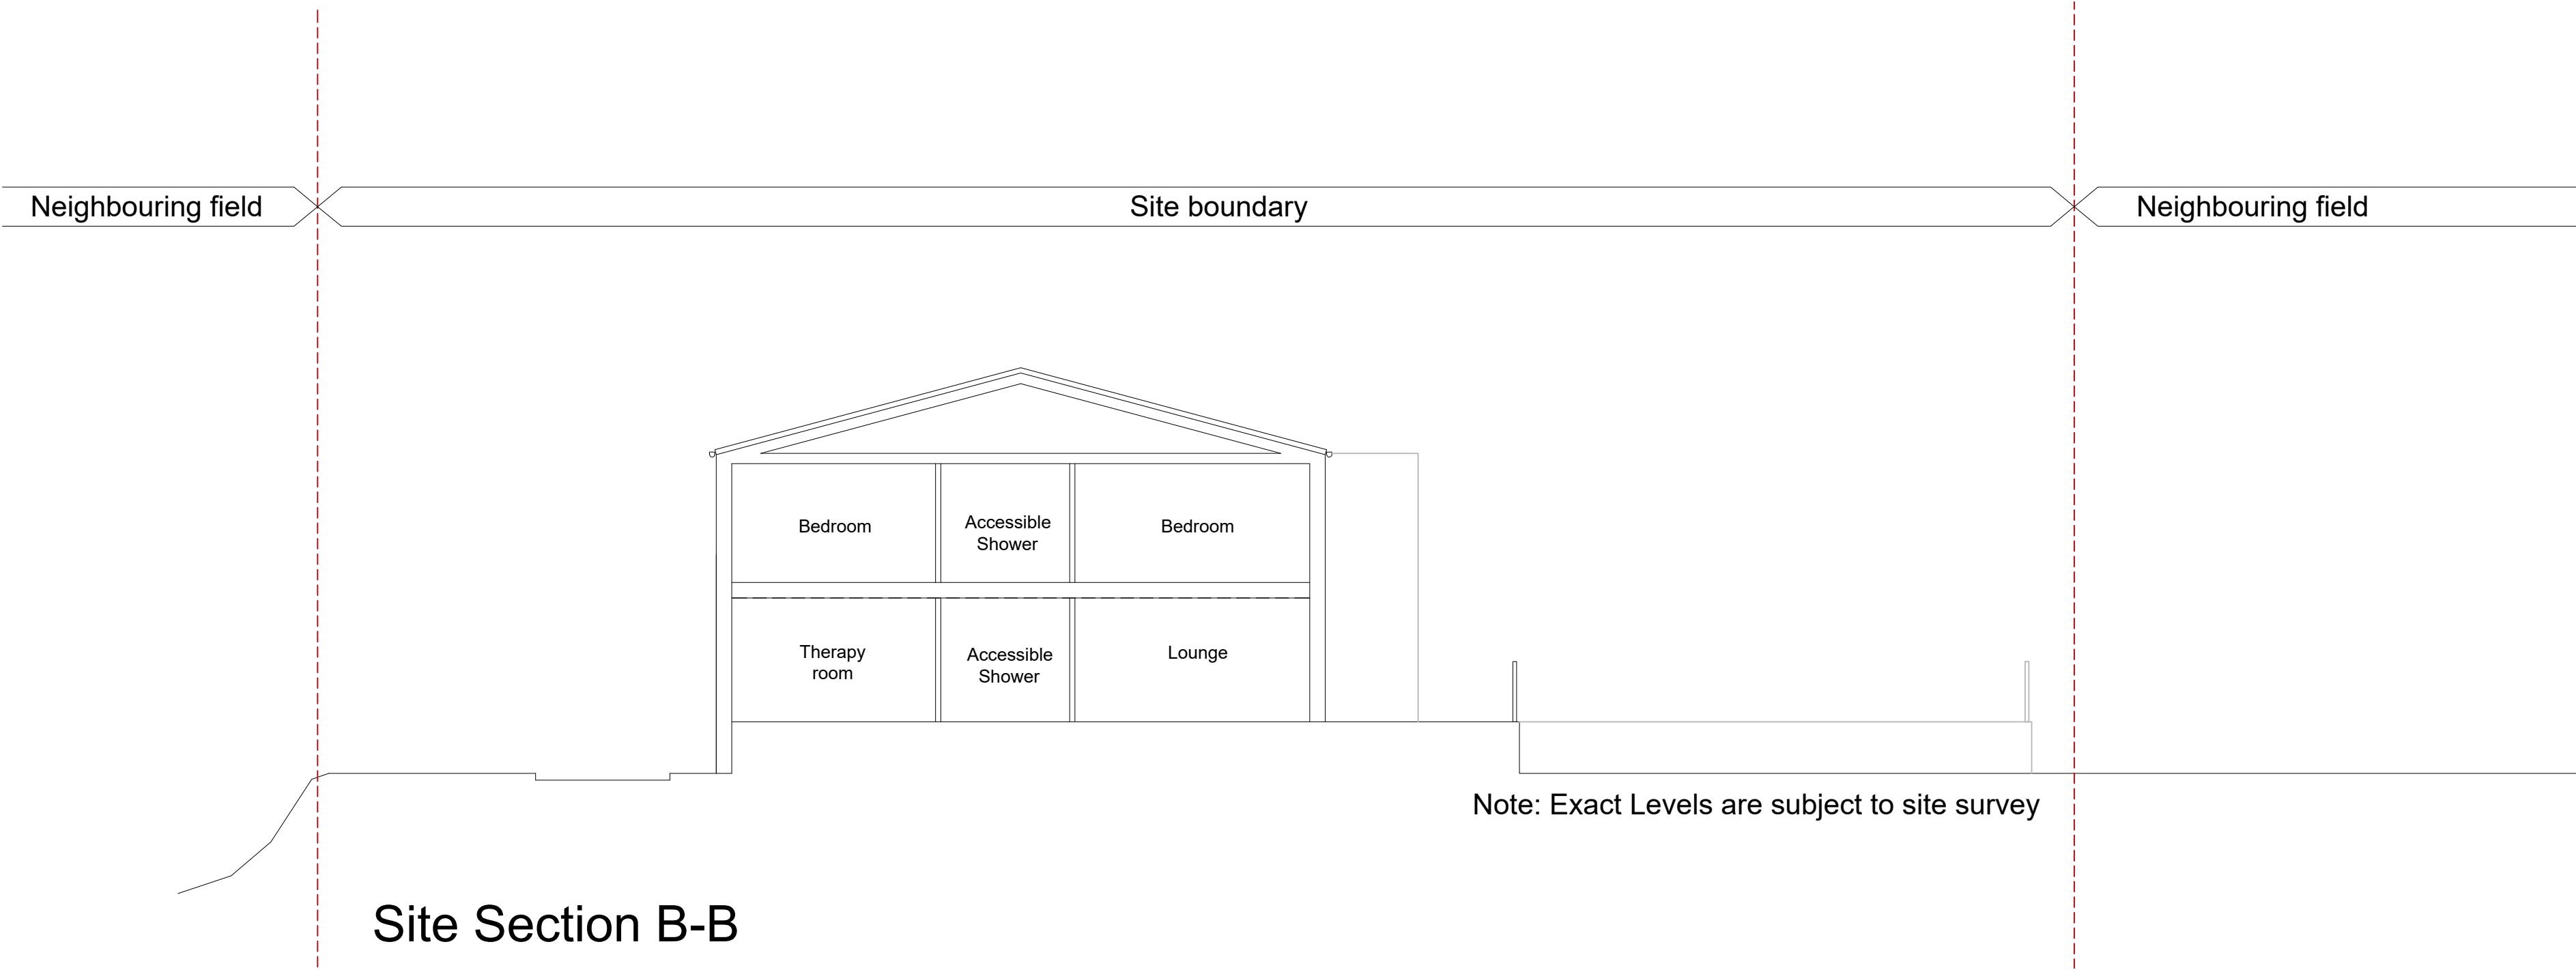 Neighbouring field
Site boundary
Neighbouring field
Bedroom
Accessible
Shower
Bedroom
Therapy
room
Accessible
Shower
Lounge
Note: Exact Levels are subject to site survey
Site Section B-B